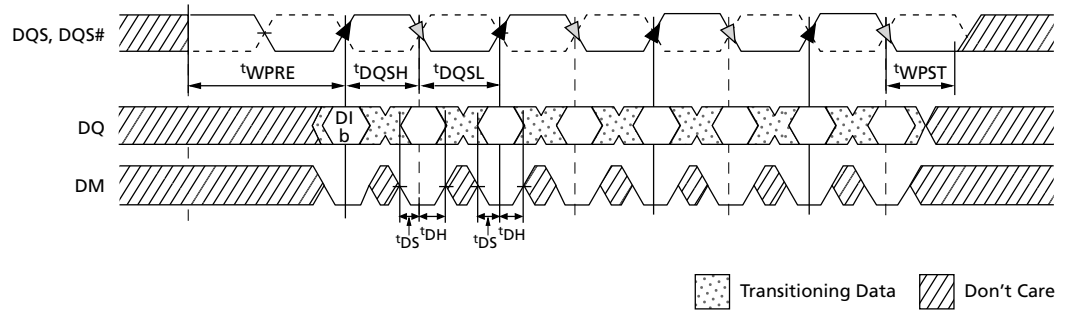 DQS, DQS#
tWPRE tDQSH tDQSL tWPST
DQ
DI
b
DM
tDS tDH tDS tDH
Transitioning Data Don't Care